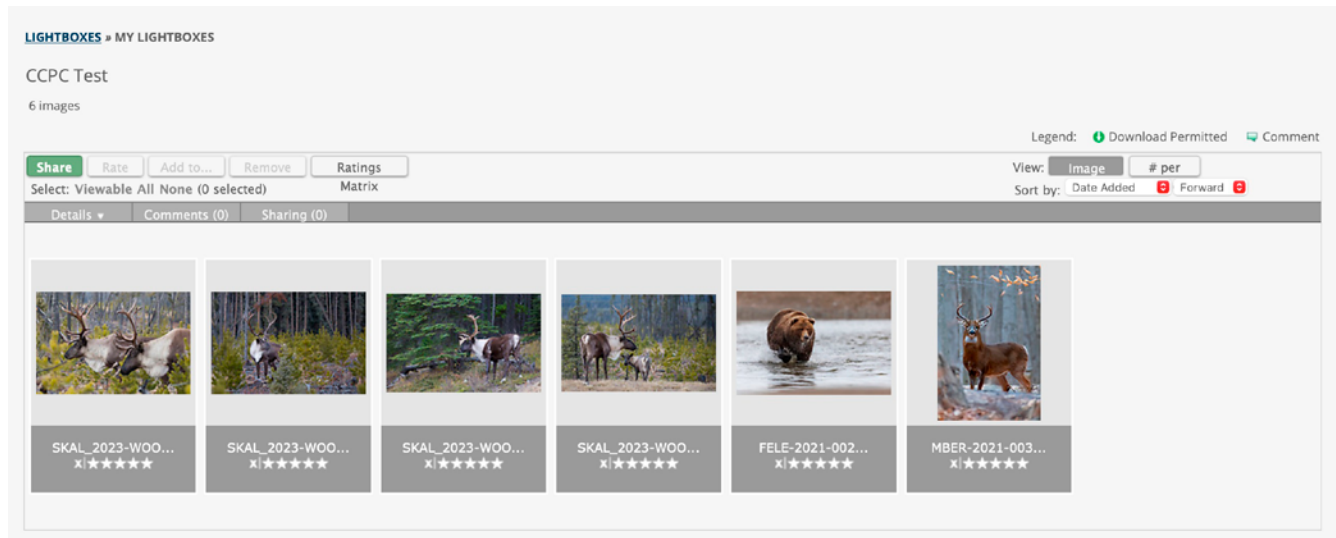 LIGHTBOXES » MY LIGHTBOXES
CCPC Test
6 images
Legend: Download Permitted Comment
Share Rate Add to... Remove Ratings Matrix
View: Image # per
Select: Viewable All None (0 selected)
Sort by: Date Added Forward
Details ▾ Comments (0) Sharing (0)
SKAL_2023-WOO... SKAL_2023-WOO... SKAL_2023-WOO... SKAL_2023-WOO... FELE-2021-002... MBER-2021-003...
x|★★★★★ x|★★★★★ x|★★★★★ x|★★★★★ x|★★★★★ x|★★★★★